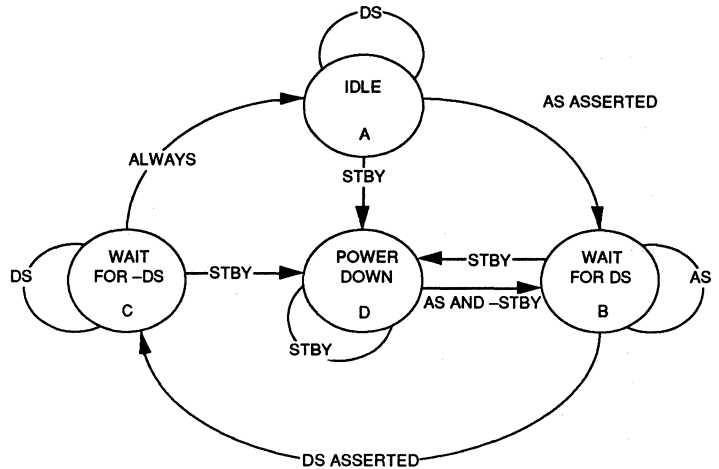 DS
IDLE
A
AS ASSERTED
ALWAYS
STBY
WAIT
FOR –DS
C
DS
STBY
POWER
DOWN
D
STBY
STBY
AS AND –STBY
WAIT
FOR DS
B
AS
DS ASSERTED